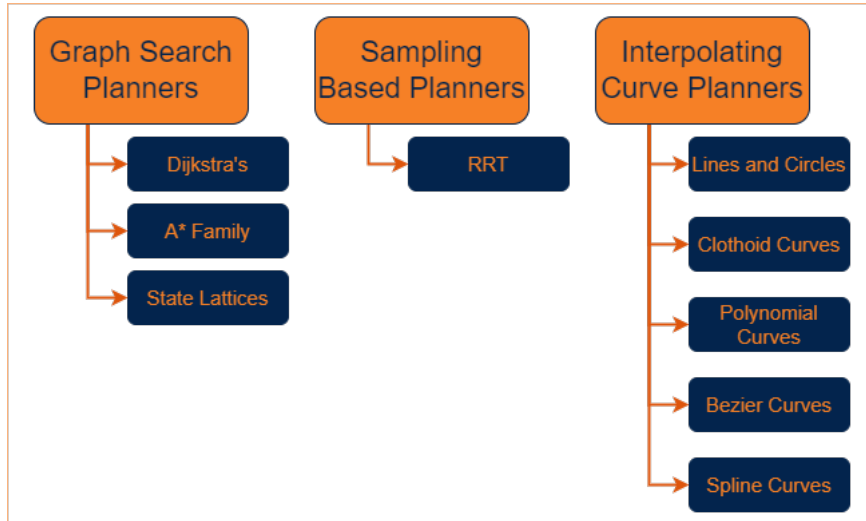 Graph Search
Planners
Dijkstra's
A* Family
State Lattices
Sampling
Based Planners
RRT
Interpolating
Curve Planners
Lines and Circles
Clothoid Curves
Polynomial
Curves
Bezier Curves
Spline Curves